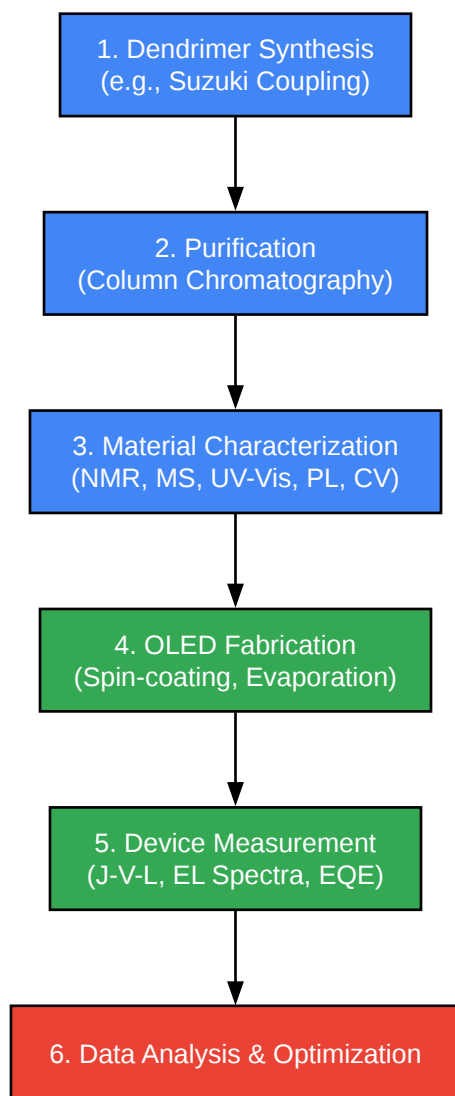 1. Dendrimer Synthesis
(e.g., Suzuki Coupling)
2. Purification
(Column Chromatography)
3. Material Characterization
(NMR, MS, UV-Vis, PL, CV)
4. OLED Fabrication
(Spin-coating, Evaporation)
5. Device Measurement
(J-V-L, EL Spectra, EQE)
6. Data Analysis & Optimization